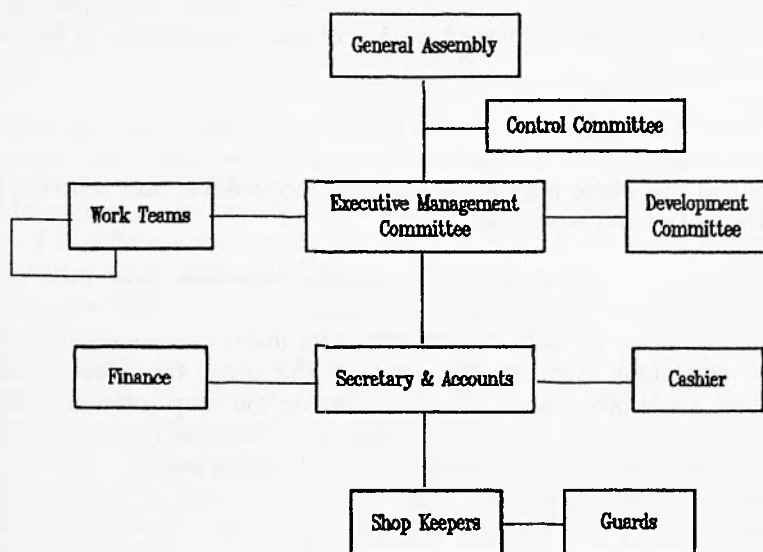 General Assembly
Control Committee
Work Teams
Executive Management
Committee
Development
Committee
Finance
Secretary & Accounts
Cashier
Shop Keepers
Guards